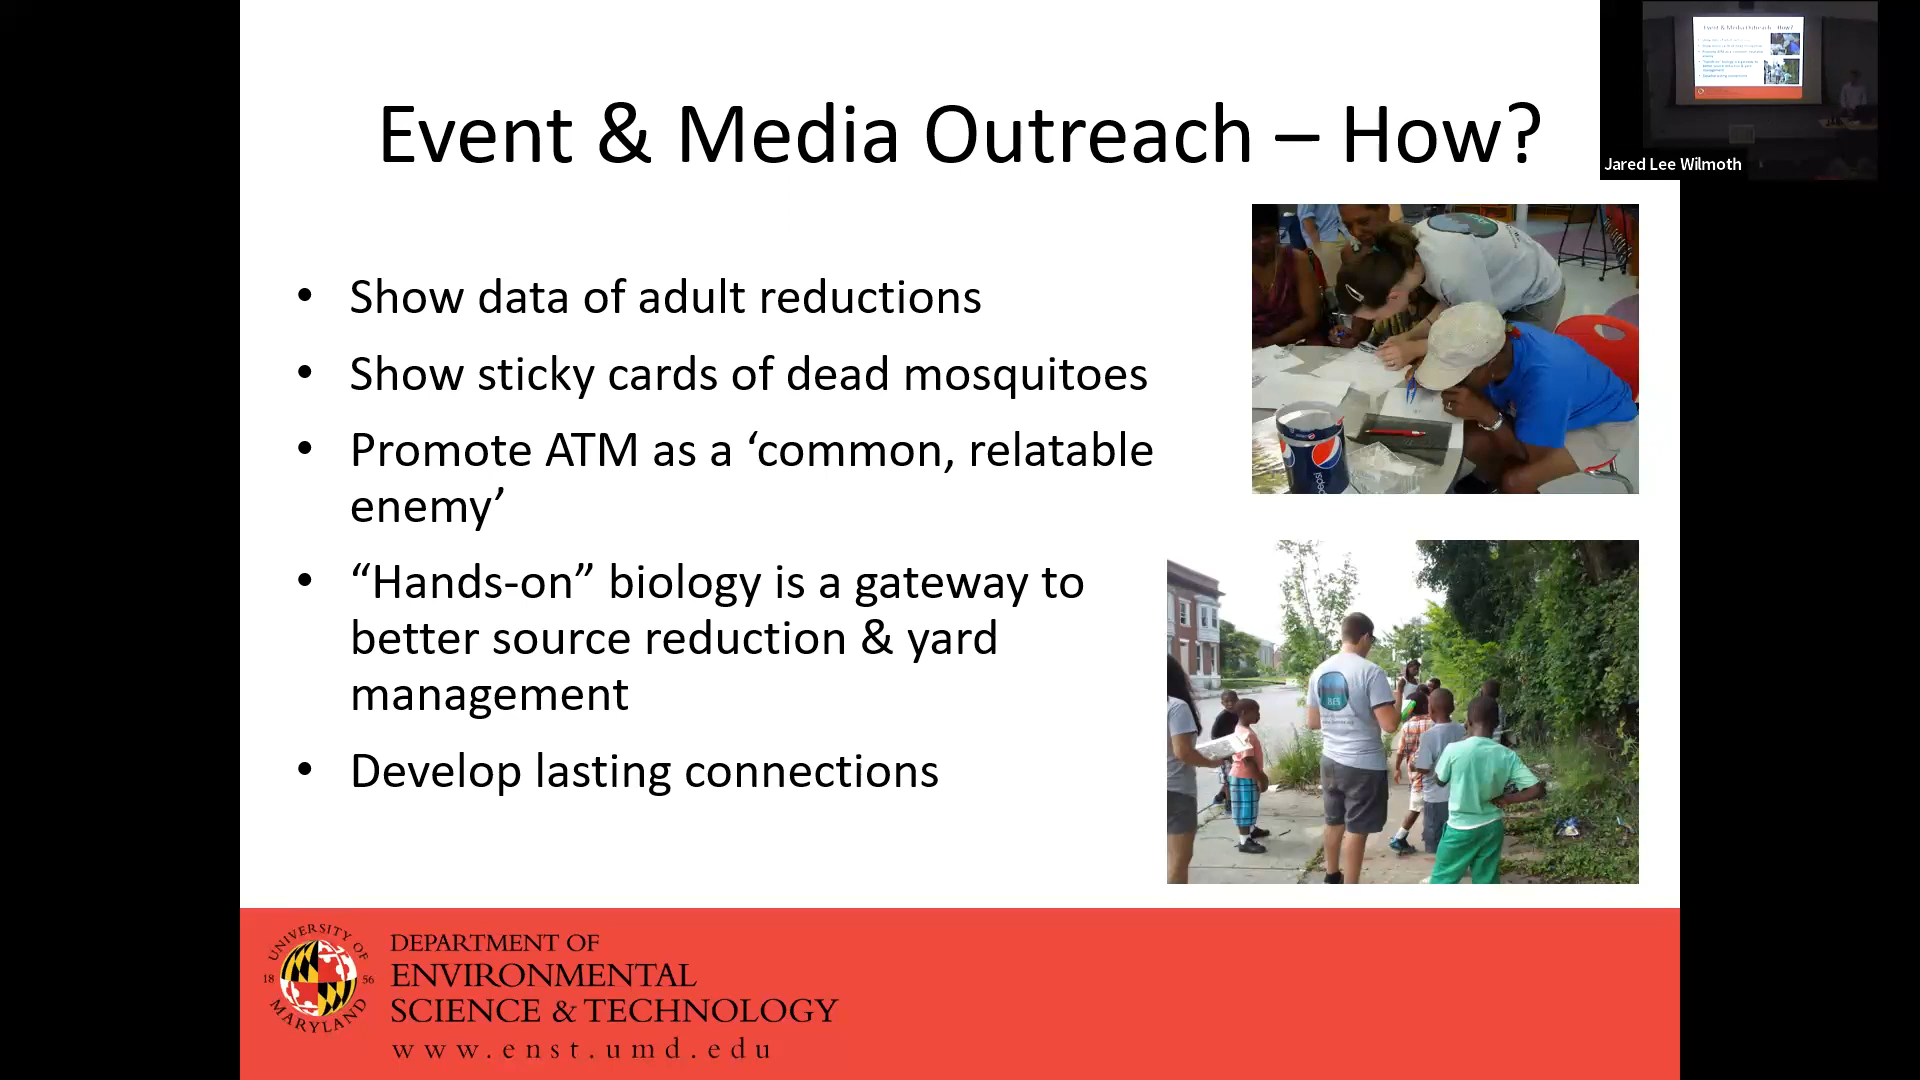 Event & Media Outreach – How?
Jared Lee Wilmoth
• Show data of adult reductions
• Show sticky cards of dead mosquitoes
• Promote ATM as a ‘common, relatable
enemy’
• “Hands-on” biology is a gateway to
better source reduction & yard
management
• Develop lasting connections
pepsi
BES
UNIVERSITY OF
18 56
MARYLAND
DEPARTMENT OF
ENVIRONMENTAL
SCIENCE & TECHNOLOGY
www.enst.umd.edu